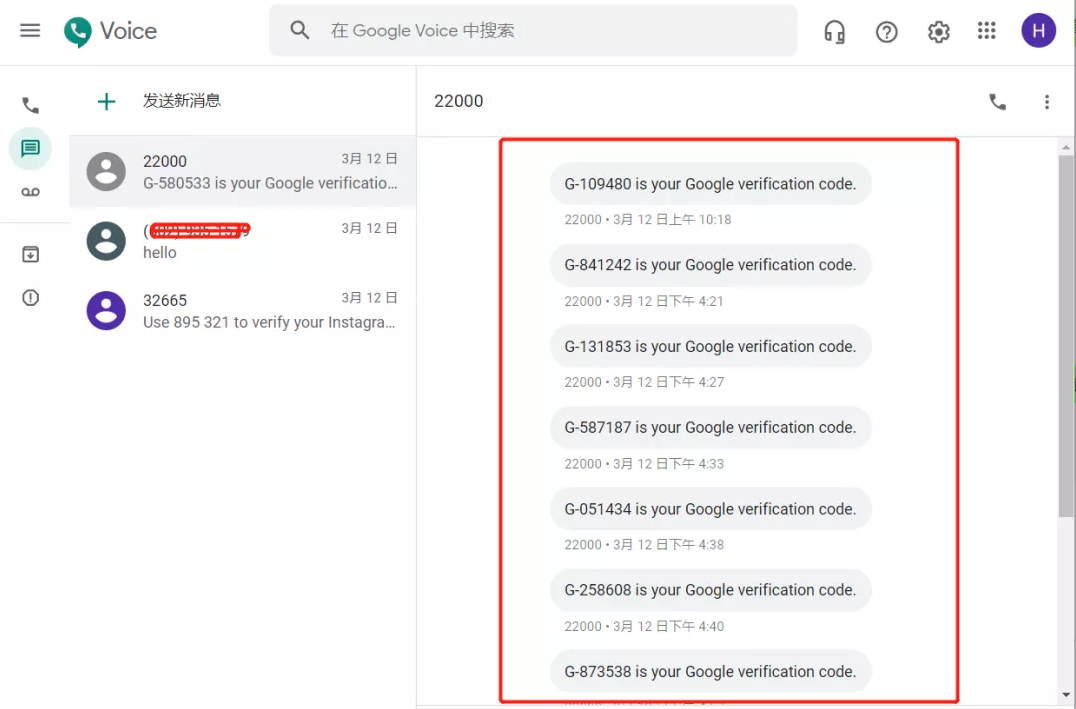 Voice
在 Google Voice 中搜索
H
发送新消息
22000
3月 12 日
G-580533 is your Google verificatio...
3月 12 日
hello
32665
3月 12 日
Use 895 321 to verify your Instagra...
22000
G-109480 is your Google verification code.
22000 • 3月 12 日上午 10:18
G-841242 is your Google verification code.
22000 • 3月 12 日下午 4:21
G-131853 is your Google verification code.
22000 • 3月 12 日下午 4:27
G-587187 is your Google verification code.
22000 • 3月 12 日下午 4:33
G-051434 is your Google verification code.
22000 • 3月 12 日下午 4:38
G-258608 is your Google verification code.
22000 • 3月 12 日下午 4:40
G-873538 is your Google verification code.